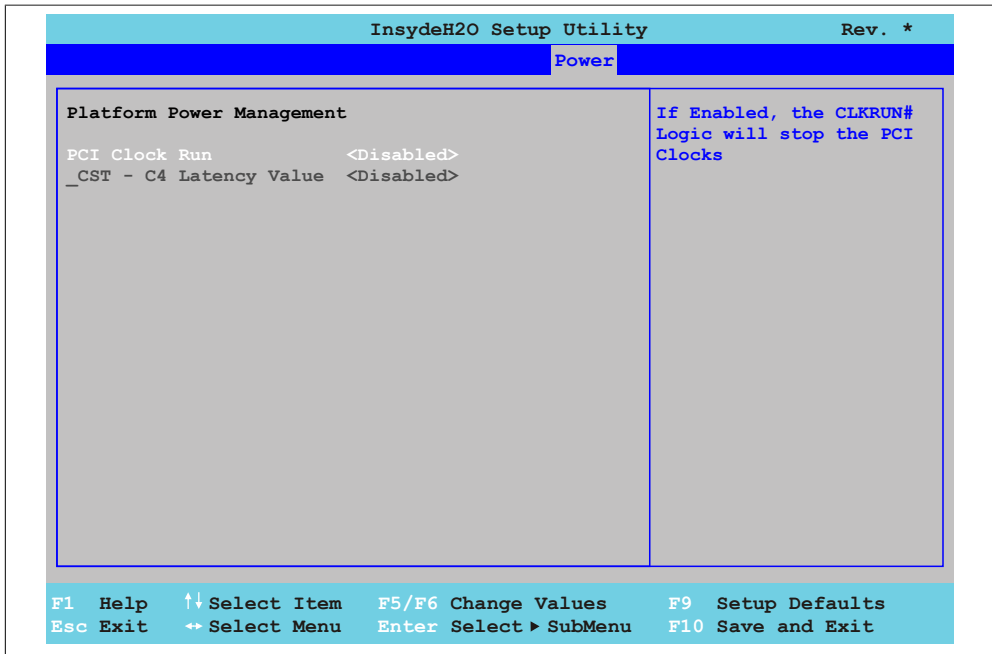 InsydeH2O Setup Utility Rev. *
Power
Platform Power Management
PCI Clock Run <Disabled>
_CST - C4 Latency Value <Disabled>
If Enabled, the CLKRUN#
Logic will stop the PCI
Clocks
F1 Help ↑↓ Select Item F5/F6 Change Values F9 Setup Defaults
Esc Exit ↔ Select Menu Enter Select ▶ SubMenu F10 Save and Exit